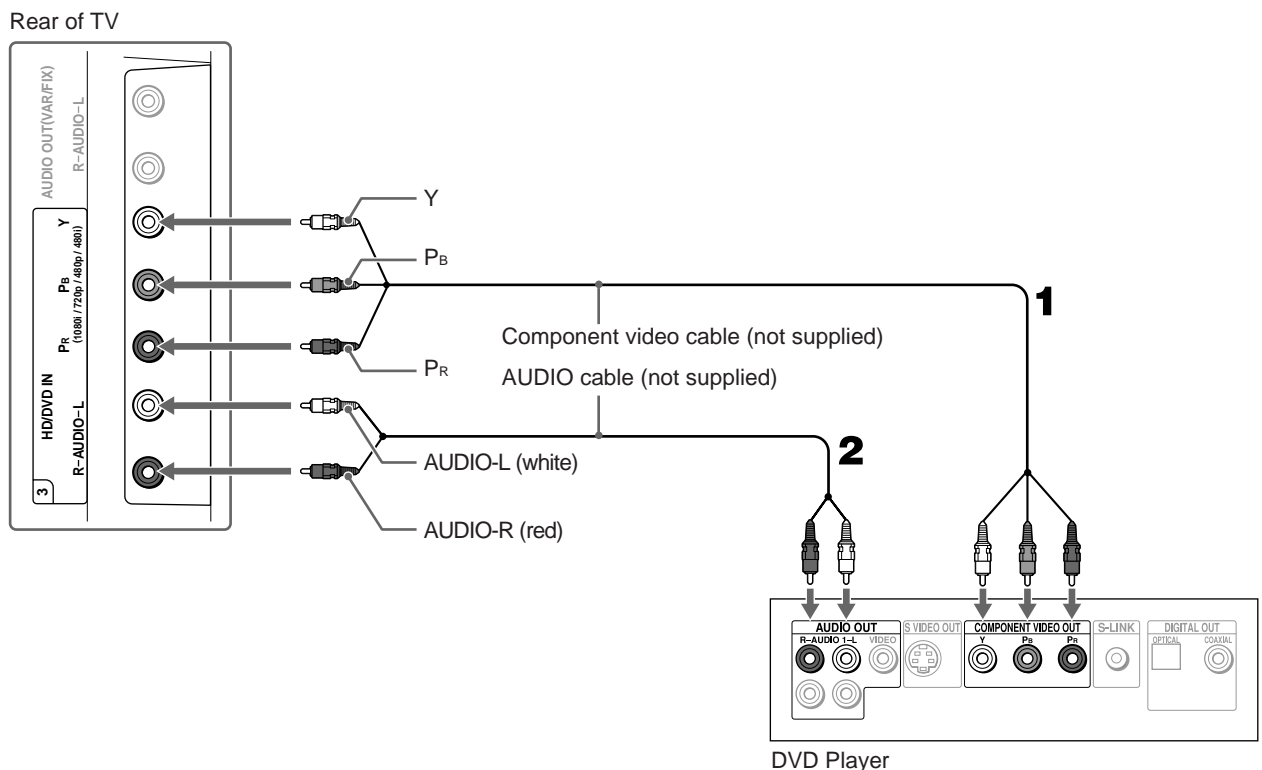 Rear of TV
AUDIO OUT(VAR/FIX)
R–AUDIO–L
Y
PB
PR
(1080i / 720p / 480p / 480i)
HD/DVD IN
R–AUDIO–L
3
Y
PB
PR
Component video cable (not supplied)
AUDIO cable (not supplied)
AUDIO-L (white)
AUDIO-R (red)
1
2
AUDIO OUT
R–AUDIO 1–L
VIDEO
S VIDEO OUT
COMPONENT VIDEO OUT
Y PB PR
S-LINK
DIGITAL OUT
OPTICAL COAXIAL
DVD Player